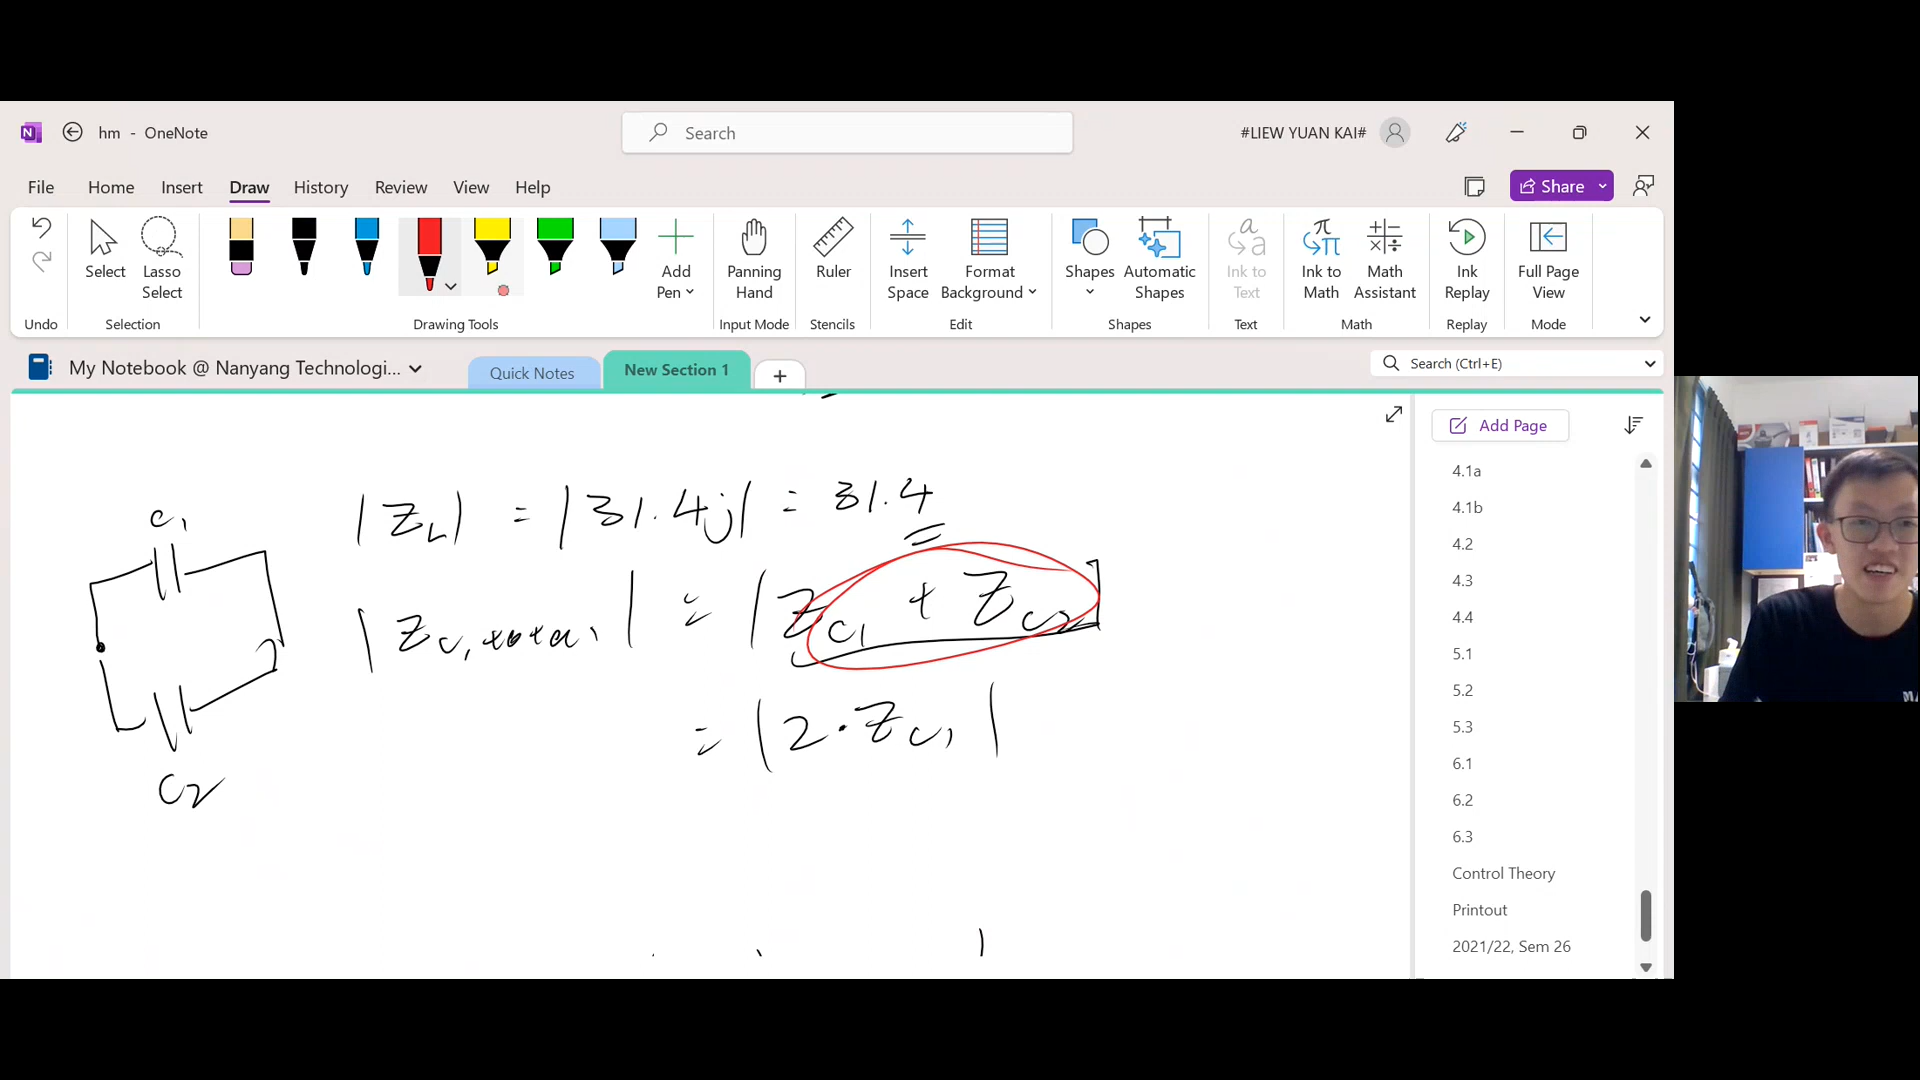 hm - OneNote
Search
#LIEW YUAN KAI#
File Home Insert Draw History Review View Help
Share
Select
Lasso Select
Add Pen
Panning Hand
Ruler
Insert Space
Format Background
Shapes
Automatic Shapes
Ink to Text
Ink to Math
Math Assistant
Ink Replay
Full Page View
Undo Selection Drawing Tools Input Mode Stencils Edit Shapes Text Math Replay Mode
My Notebook @ Nanyang Technologi...
Quick Notes
New Section 1
Search (Ctrl+E)
Add Page
4.1a
4.1b
4.2
4.3
4.4
5.1
5.2
5.3
6.1
6.2
6.3
Control Theory
Printout
2021/22, Sem 26
C1
C2
|ZL| = |31.4j| = 31.4
|ZC,total| = |ZC1 + ZC2|
= |2·ZC1|